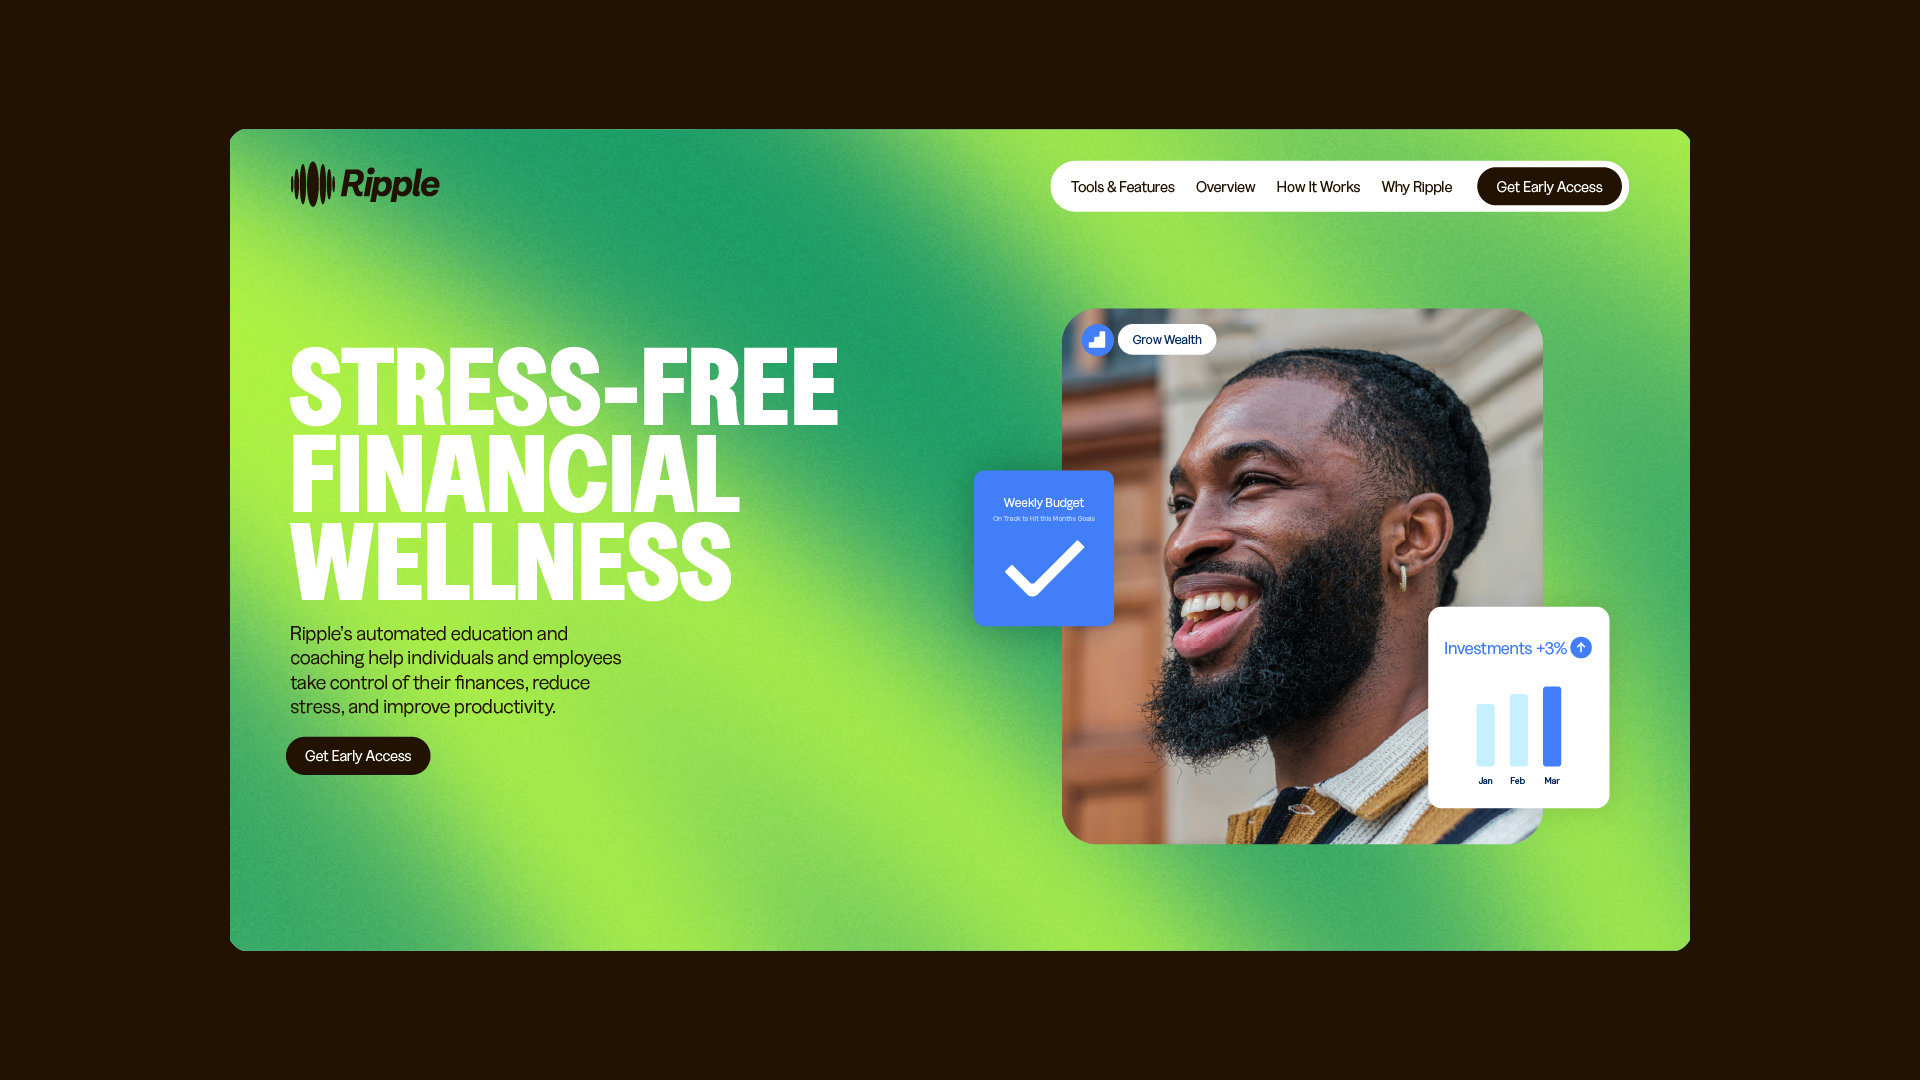 Ripple
Tools & Features Overview How It Works Why Ripple Get Early Access
STRESS-FREE
FINANCIAL
WELLNESS
Ripple's automated education and
coaching help individuals and employees
take control of their finances, reduce
stress, and improve productivity.
Get Early Access
Grow Wealth
Weekly Budget
On Track to Hit this Months Goals
Investments +3%
Jan Feb Mar